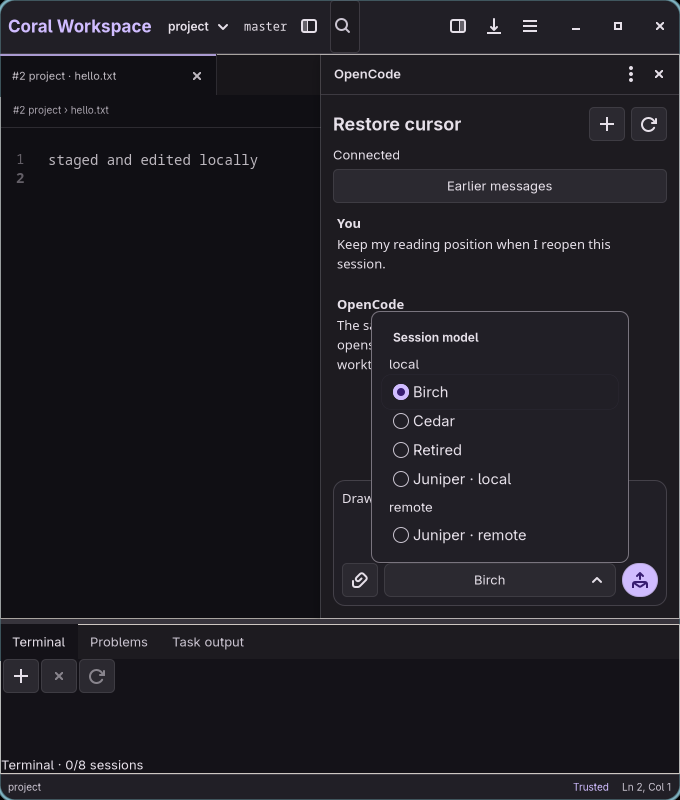 Coral Workspace project master
#2 project · hello.txt
#2 project › hello.txt
1 staged and edited locally
2
OpenCode
Restore cursor
Connected
Earlier messages
You
Keep my reading position when I reopen this
session.
OpenCode
The
opens
Session model
local
Birch
Cedar
Retired
Juniper · local
remote
Juniper · remote
Birch
Terminal Problems Task output
Terminal · 0/8 sessions
project Trusted Ln 2, Col 1